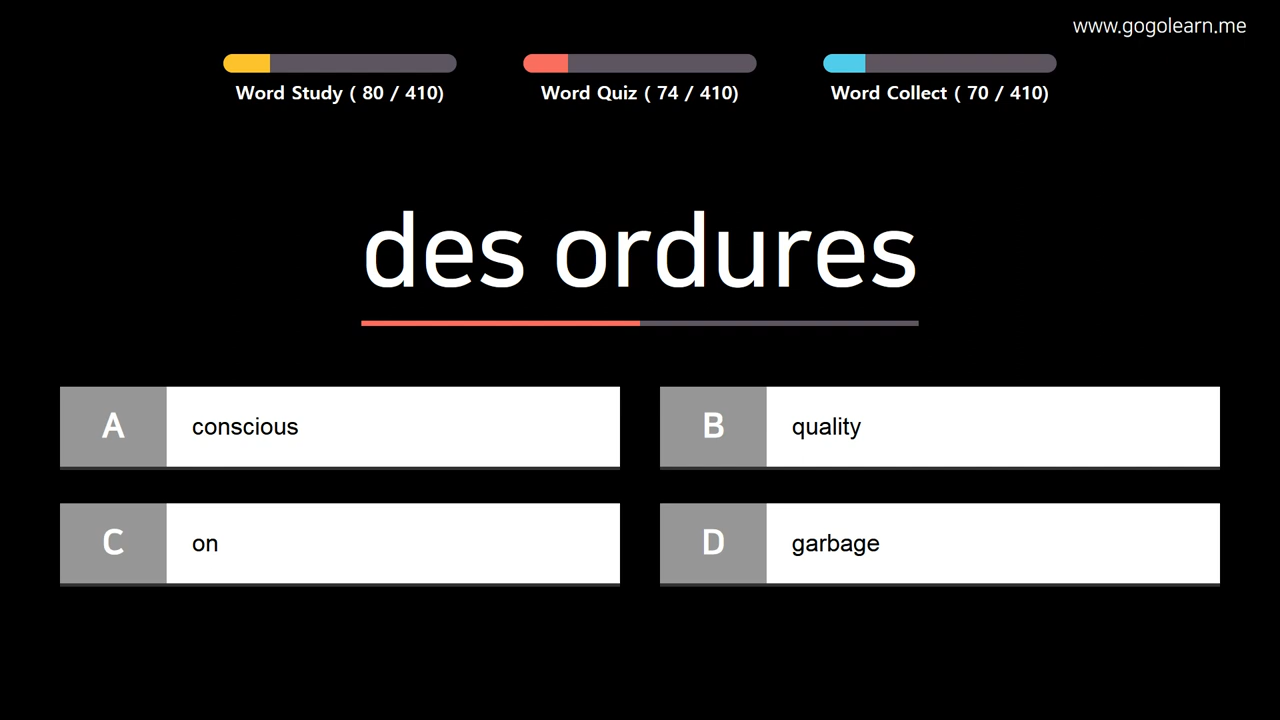 www.gogolearn.me
Word Study ( 80 / 410)
Word Quiz ( 74 / 410)
Word Collect ( 70 / 410)
des ordures
A conscious
B quality
C on
D garbage